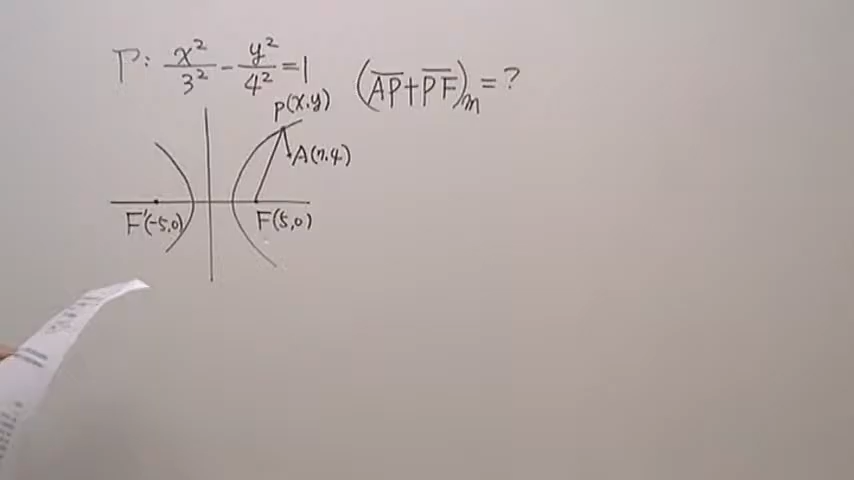 Γ: x²/3² - y²/4² = 1
(AP + PF)m = ?
P(x,y)
A(7,4)
F'(-5,0)
F(5,0)